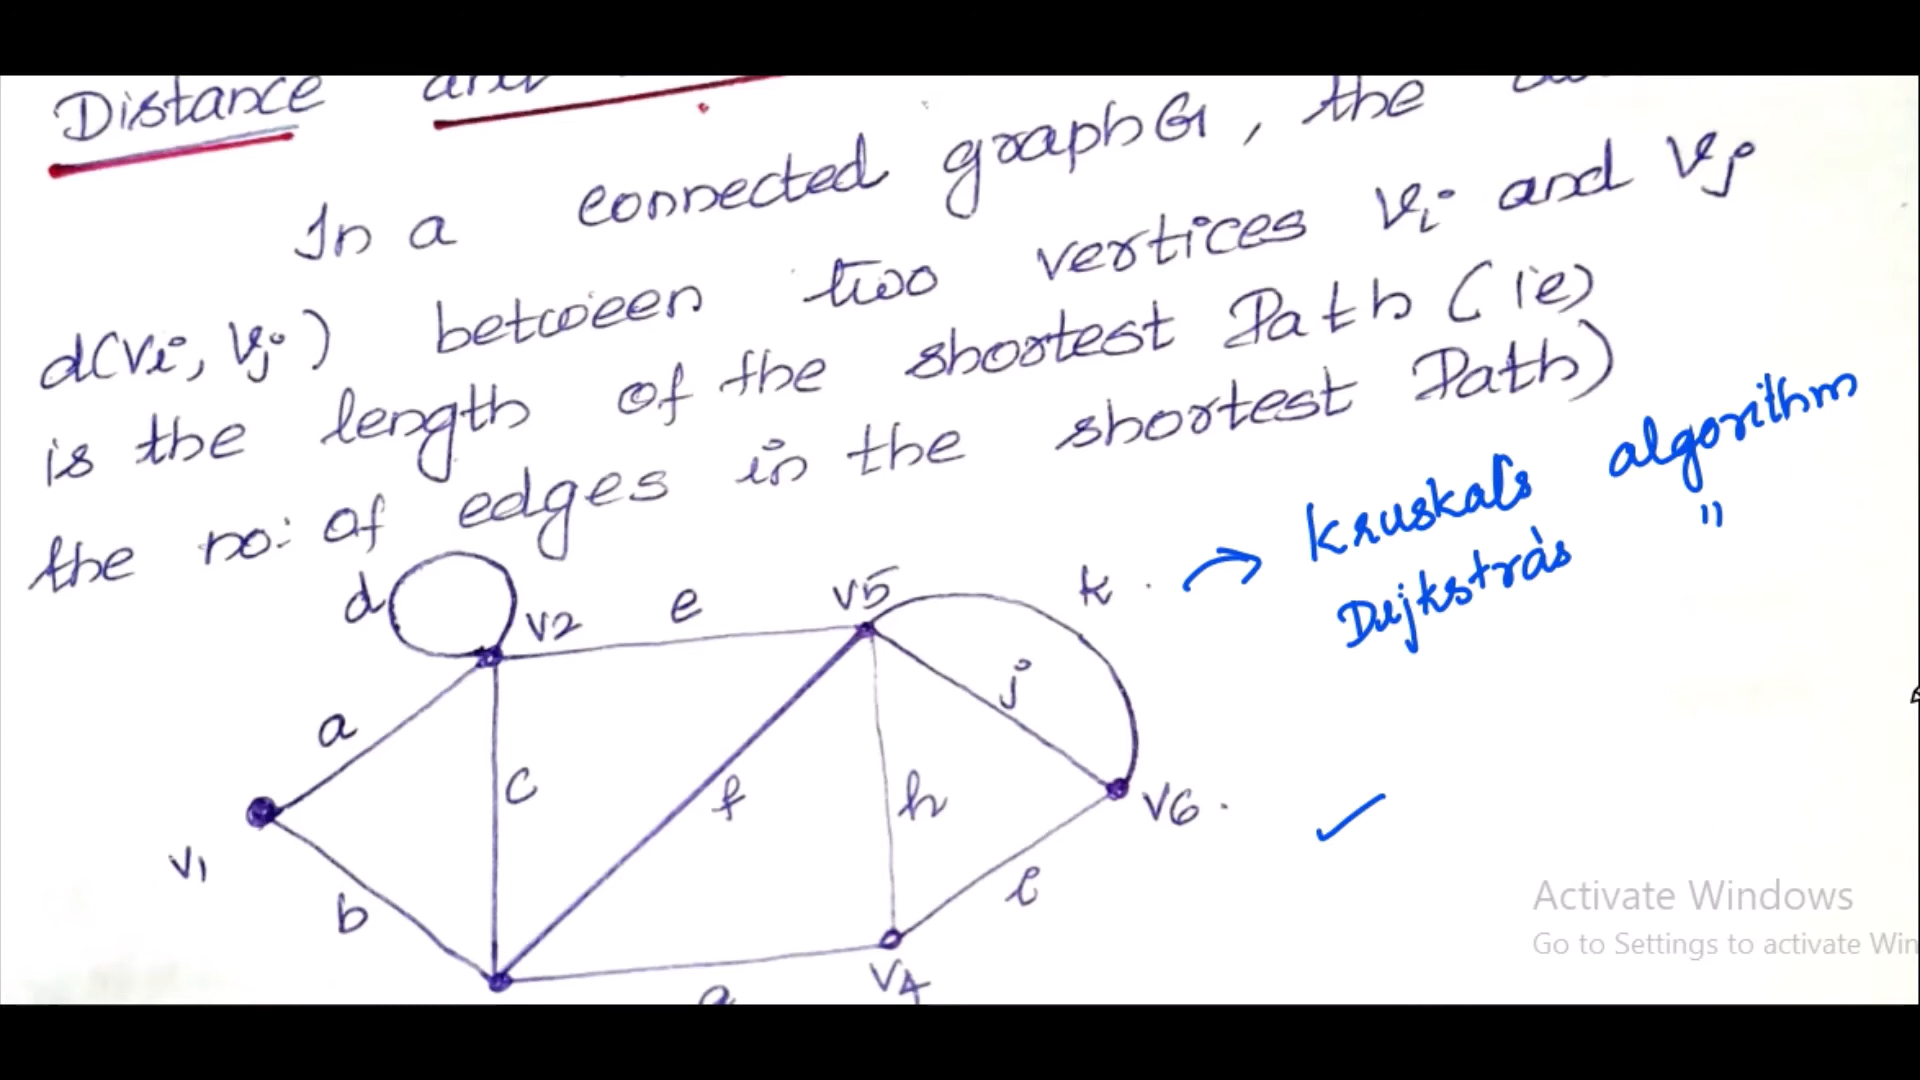 Distance and
In a connected graph G, the
d(vi, vj) between two vertices vi and vj
is the length of the shortest Path (ie)
the no: of edges in the shortest Path)
→ Kruskals algorithm
Dijkstra's "
d
v2
e
v5
k
j
a
c
f
h
v6
v1
b
l
v4
Activate Windows
Go to Settings to activate Win